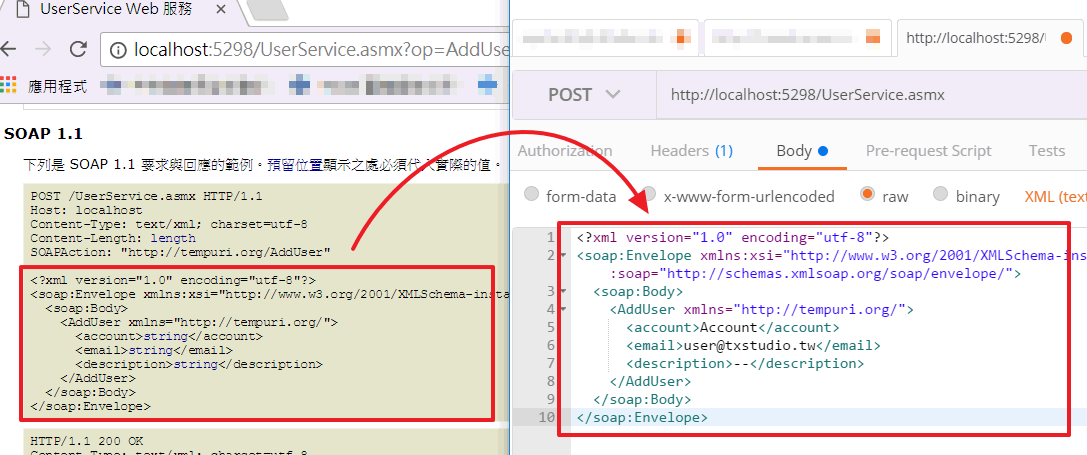 UserService Web 服務
localhost:5298/UserService.asmx?op=AddUse
應用程式
SOAP 1.1
下列是 SOAP 1.1 要求與回應的範例。預留位置顯示之處必須代入實際的值。
POST /UserService.asmx HTTP/1.1
Host: localhost
Content-Type: text/xml; charset=utf-8
Content-Length: length
SOAPAction: "http://tempuri.org/AddUser"
<?xml version="1.0" encoding="utf-8"?>
<soap:Envelope xmlns:xsi="http://www.w3.org/2001/XMLSchema-insta
<soap:Body>
<AddUser xmlns="http://tempuri.org/">
<account>string</account>
<email>string</email>
<description>string</description>
</AddUser>
</soap:Body>
</soap:Envelope>
HTTP/1.1 200 OK
Content-Type: text/xml; charset=utf-8
http://localhost:5298/U
POST
http://localhost:5298/UserService.asmx
Authorization Headers (1) Body Pre-request Script Tests
form-data x-www-form-urlencoded raw binary XML (text
1 <?xml version="1.0" encoding="utf-8"?>
2 <soap:Envelope xmlns:xsi="http://www.w3.org/2001/XMLSchema-ins
:soap="http://schemas.xmlsoap.org/soap/envelope/">
3 <soap:Body>
4 <AddUser xmlns="http://tempuri.org/">
5 <account>Account</account>
6 <email>user@txstudio.tw</email>
7 <description>--</description>
8 </AddUser>
9 </soap:Body>
10 </soap:Envelope>